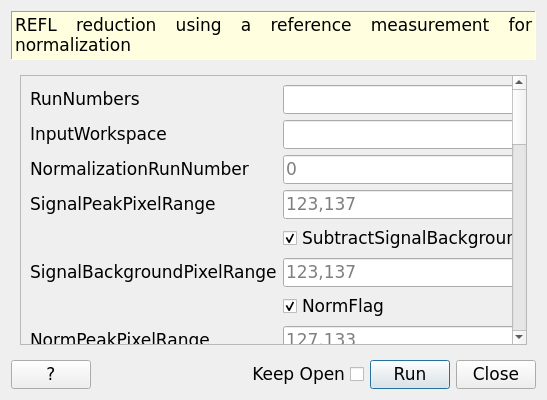 REFL reduction using a reference measurement for
normalization
RunNumbers
InputWorkspace
NormalizationRunNumber 0
SignalPeakPixelRange 123,137
SubtractSignalBackgroun
SignalBackgroundPixelRange 123,137
NormFlag
NormPeakPixelRange 127,133
? Keep Open Run Close